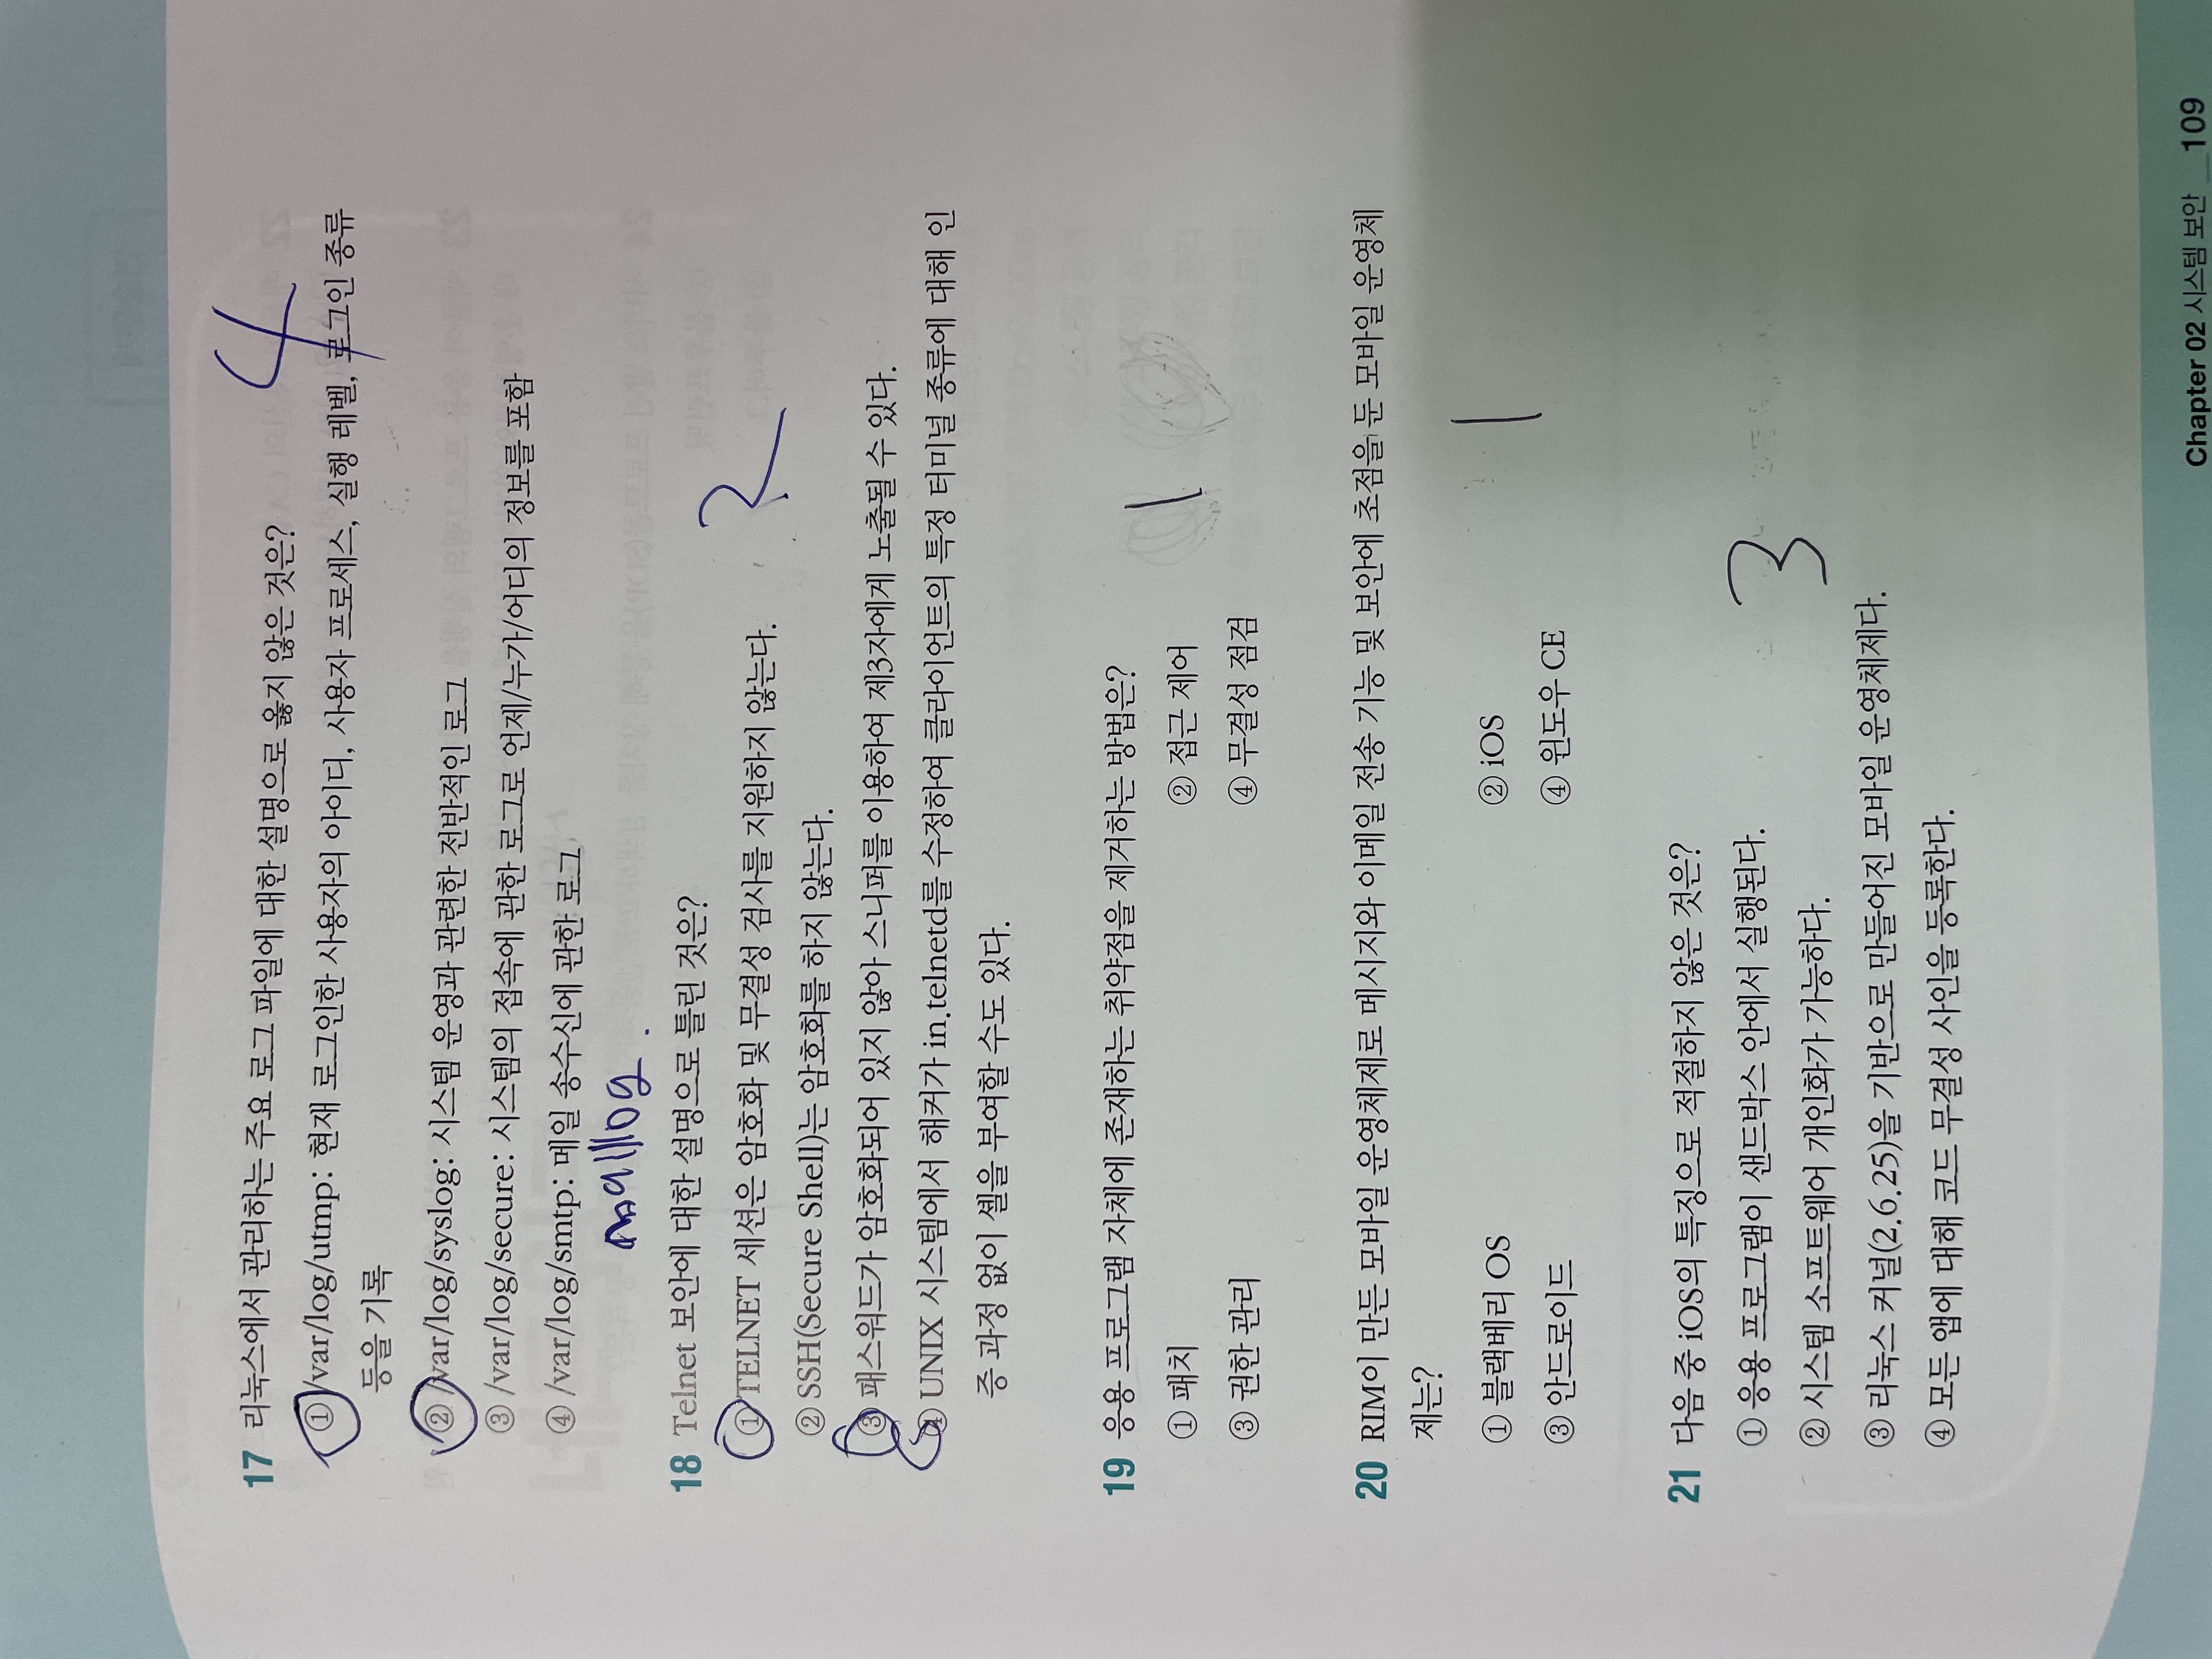 17 리눅스에서 관리하는 주요 로그 파일에 대한 설명으로 옳지 않은 것은? 4
① /var/log/utmp: 현재 로그인한 사용자의 아이디, 사용자 프로세스, 실행 레벨, 로그인 종류
등을 기록
② /var/log/syslog: 시스템 운영과 관련한 전반적인 로그
③ /var/log/secure: 시스템의 접속에 관한 로그로 언제/누가/어디의 정보를 포함
④ /var/log/smtp: 메일 송수신에 관한 로그
18 Telnet 보안에 대한 설명으로 틀린 것은? 2
① TELNET 세션은 암호화 및 무결성 검사를 지원하지 않는다.
② SSH(Secure Shell)는 암호화를 하지 않는다.
③ 패스워드가 암호화되어 있지 않아 스니퍼를 이용하여 제3자에게 노출될 수 있다.
④ UNIX 시스템에서 해커가 in.telnetd를 수정하여 클라이언트의 특정 터미널 종류에 대해 인
증 과정 없이 셸을 부여할 수도 있다.
19 응용 프로그램 자체에 존재하는 취약점을 제거하는 방법은? 1
① 패치 ② 접근 제어
③ 권한 관리 ④ 무결성 점검
20 RIM이 만든 모바일 운영체제로 메시지와 이메일 전송 기능 및 보안에 초점을 둔 모바일 운영체
제는?
① 블랙베리 OS ② iOS 1
③ 안드로이드 ④ 윈도우 CE
21 다음 중 iOS의 특징으로 적절하지 않은 것은?
① 응용 프로그램이 샌드박스 안에서 실행된다. 3
② 시스템 소프트웨어 개인화가 가능하다.
③ 리눅스 커널(2.6.25)을 기반으로 만들어진 모바일 운영체제다.
④ 모든 앱에 대해 코드 무결성 사인을 등록한다.
Chapter 02 시스템 보안 __109